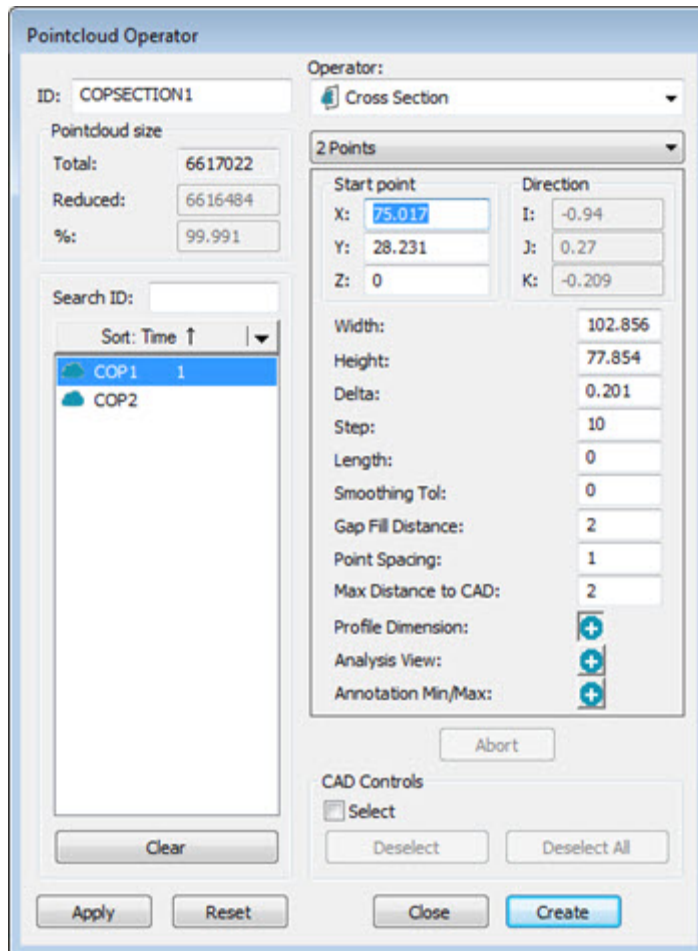 Pointcloud Operator
ID: COPSECTION1
Operator:
Cross Section
Pointcloud size
Total: 6617022
Reduced: 6616484
%: 99.991
2 Points
Start point
X: 75.017
Y: 28.231
Z: 0
Direction
I: -0.94
J: 0.27
K: -0.209
Search ID:
Sort: Time ↑
COP1 1
COP2
Width: 102.856
Height: 77.854
Delta: 0.201
Step: 10
Length: 0
Smoothing Tol: 0
Gap Fill Distance: 2
Point Spacing: 1
Max Distance to CAD: 2
Profile Dimension:
Analysis View:
Annotation Min/Max:
Abort
CAD Controls
Select
Deselect Deselect All
Clear
Apply Reset Close Create